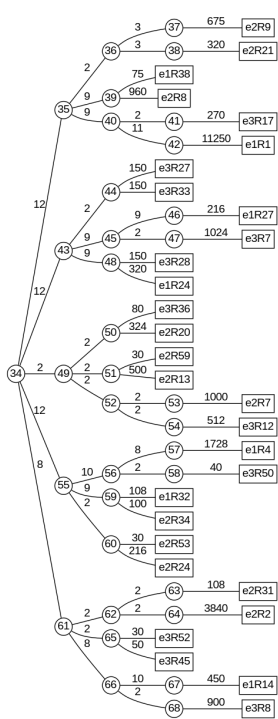 3 37 675 e2R9
36 3 38 320 e2R21
2
75 e1R38
35 9 39 960 e2R8
9 40 2 41 270 e3R17
11 42 11250 e1R1
150 e3R27
44 150 e3R33
12 2
9 46 216 e1R27
43 9 45 2 47 1024 e3R7
9 48 150 e3R28
320 e1R24
12
80 e3R36
50 324 e2R20
2
30 e2R59
34 2 49 2 51 500 e2R13
2
52 2 53 1000 e2R7
2 54 512 e3R12
12
8 57 1728 e1R4
10 56 2 58 40 e3R50
55 9 59 108 e1R32
2 100 e2R34
8
60 30 e2R53
216 e2R24
2 63 108 e2R31
2 62 2 64 3840 e2R2
61 2 65 30 e3R52
8 50 e3R45
66 10 67 450 e1R14
2 68 900 e3R8